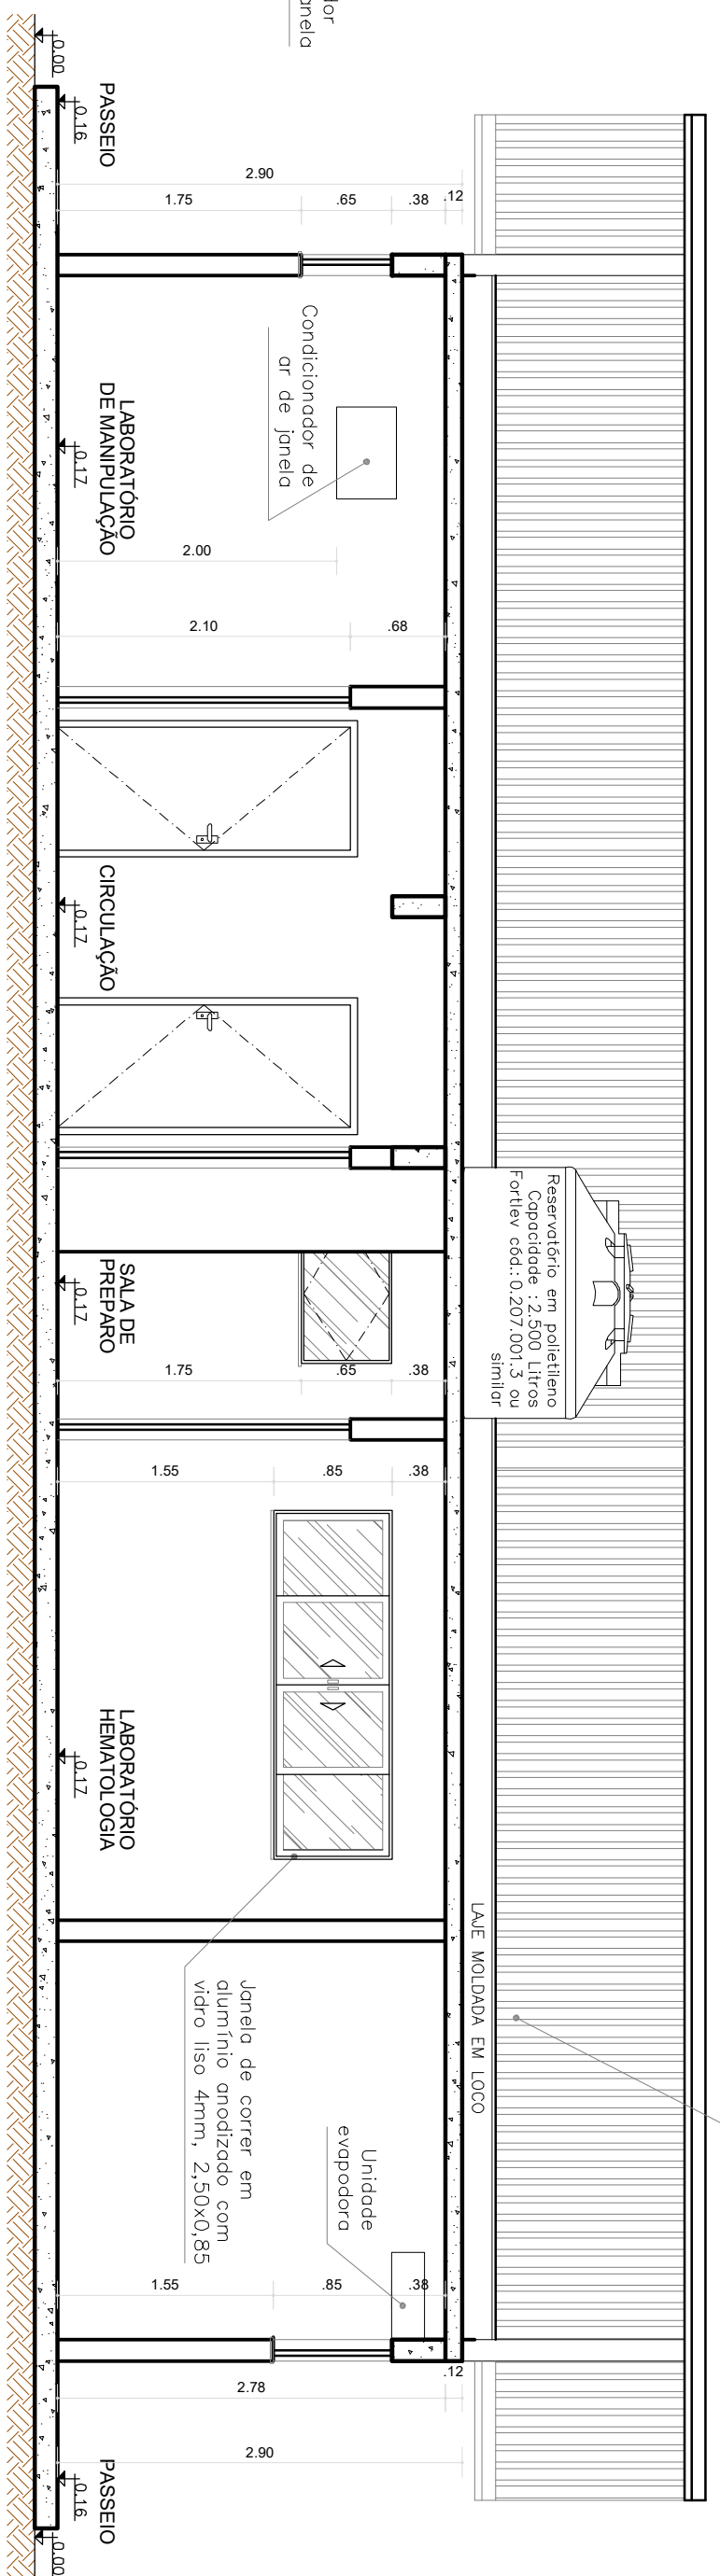 dor
anela
0.00
PASSEIO
0.16
2.90
1.75
.65
.38
.12
Condicionador de
ar de janela
LABORATÓRIO
DE MANIPULAÇÃO
0.17
2.00
2.10
.68
CIRCULAÇÃO
0.17
Reservatório em polietileno
Capacidade : 2.500 Litros
Fortlev cód.: 0.207.001.3 ou
similar
SALA DE
PREPARO
0.17
1.75
.65
.38
1.55
.85
.38
LABORATÓRIO
HEMATOLOGIA
0.17
LAJE MOLDADA EM LOCO
Janela de correr em
alumínio anodizado com
vidro liso 4mm, 2,50x0,85
Unidade
evapodora
1.55
.85
.38
.12
2.78
2.90
PASSEIO
0.16
0.00